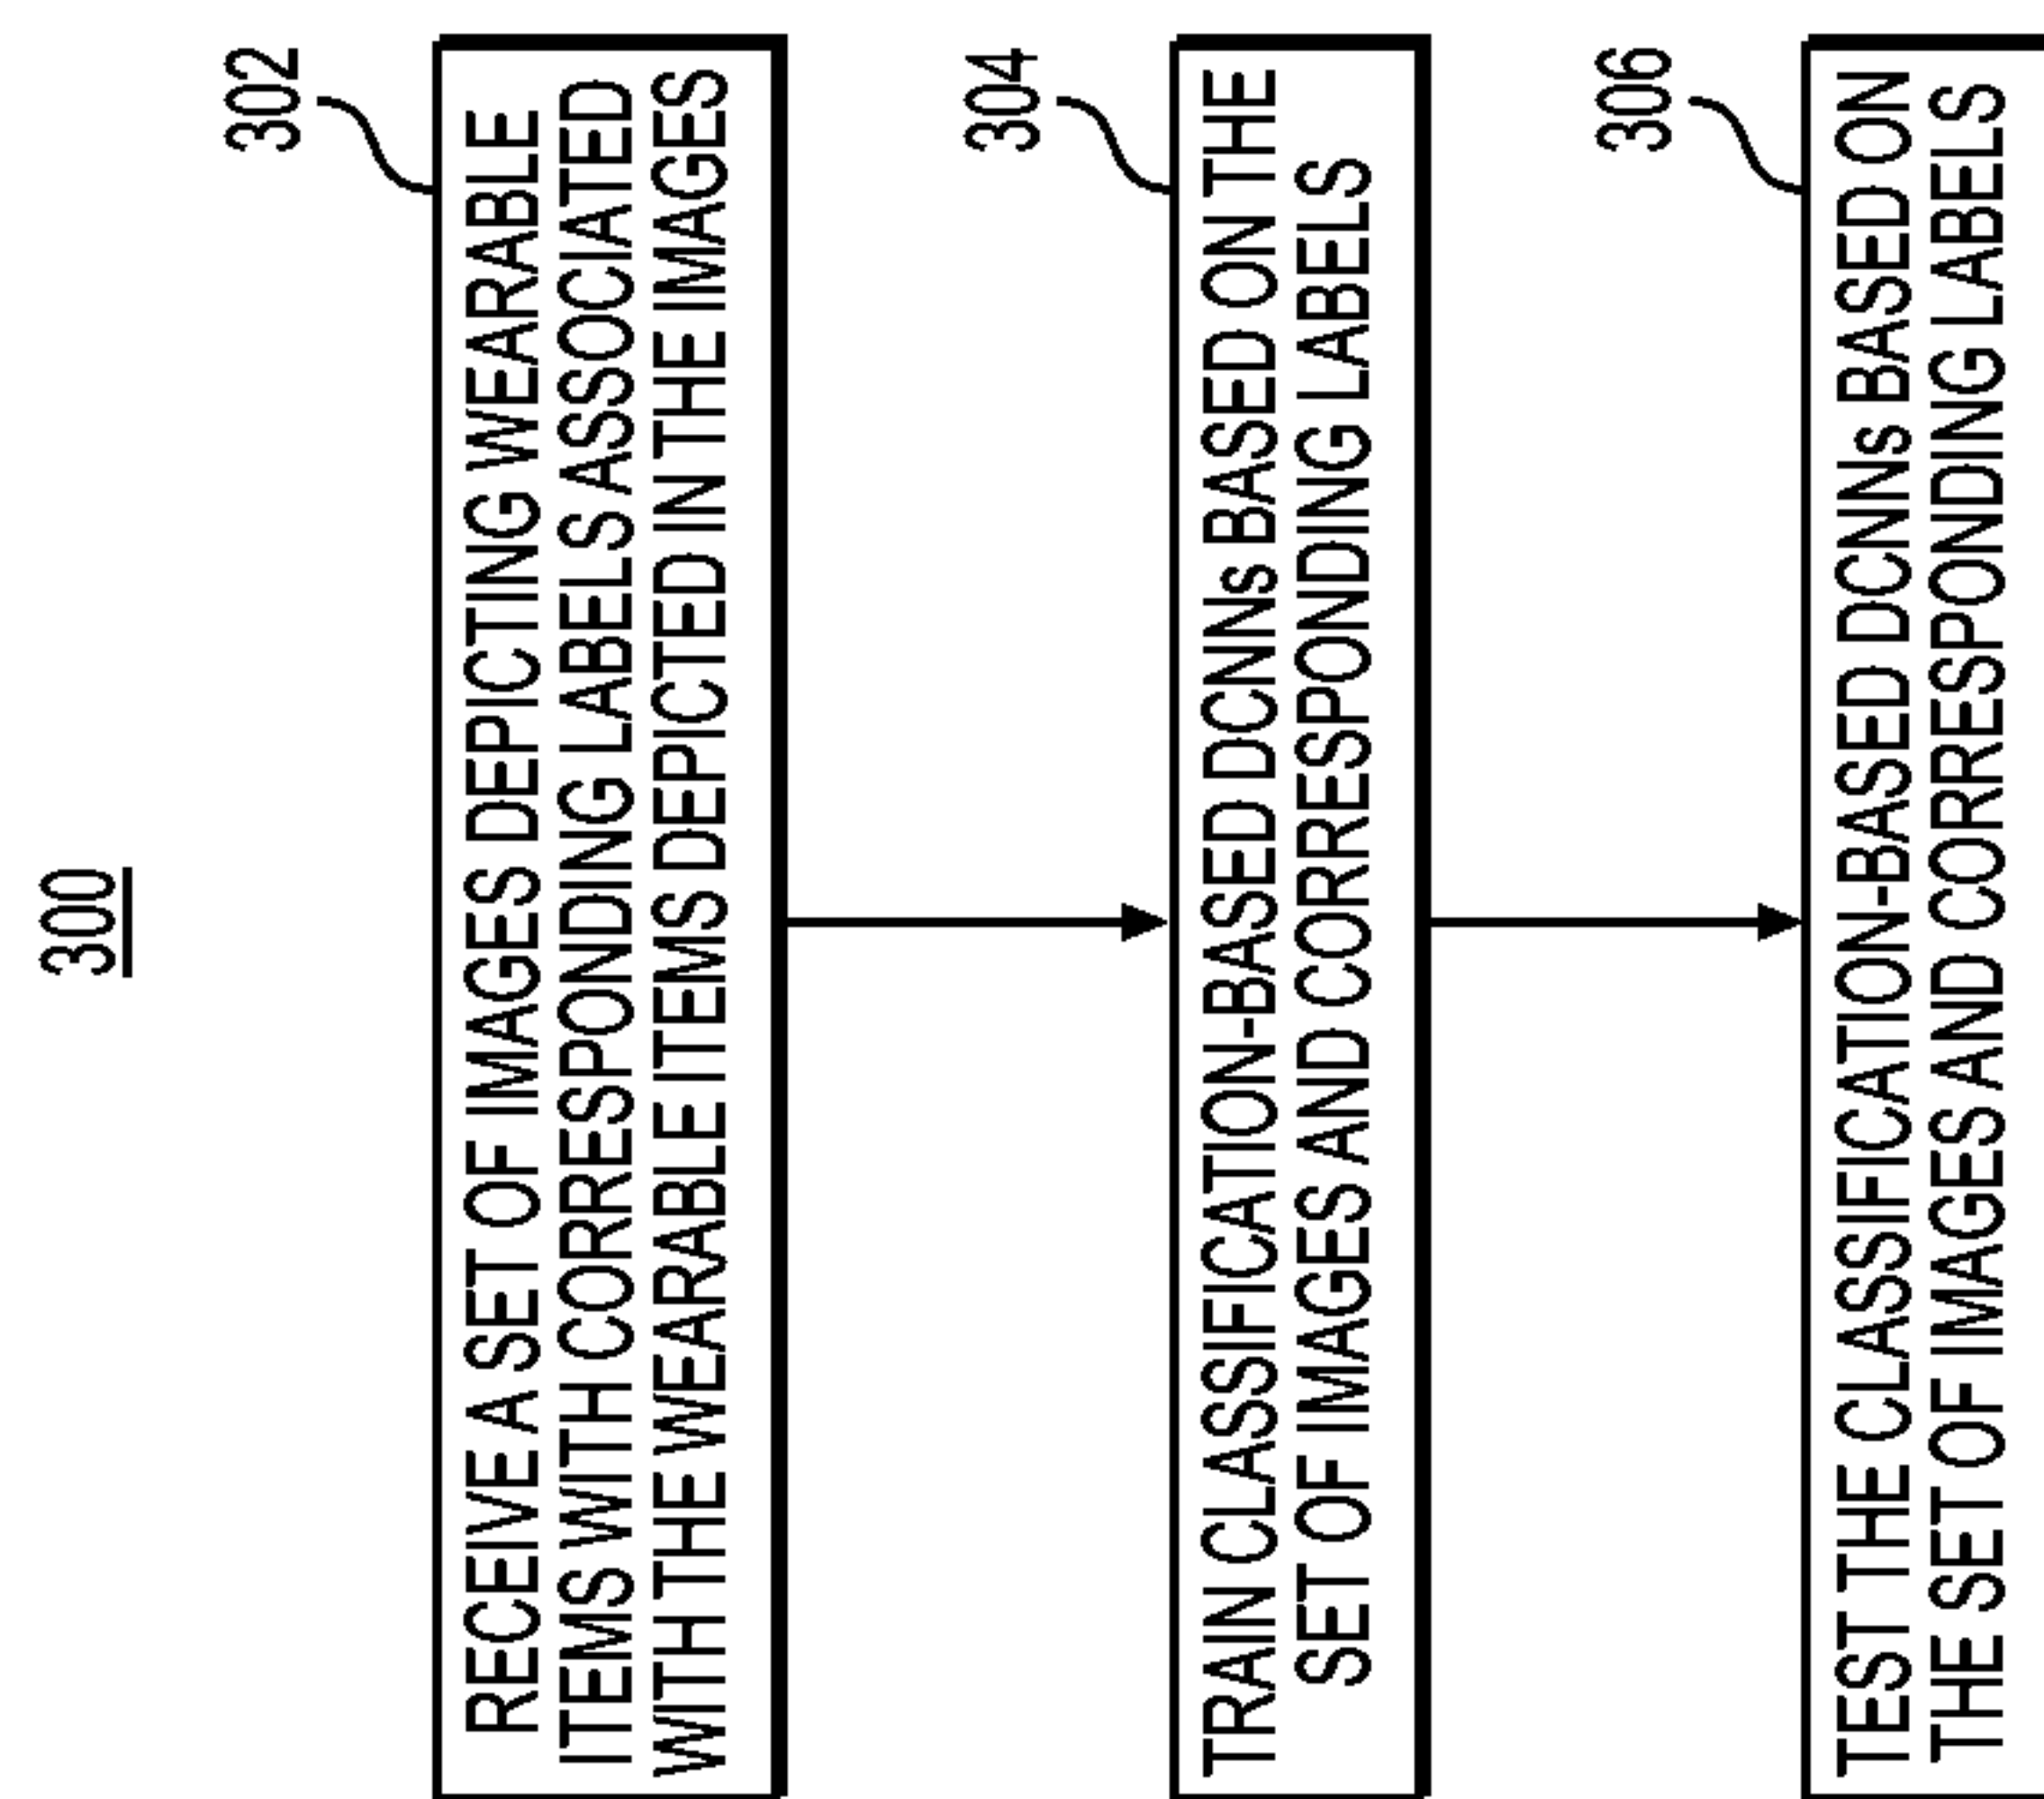 300
302
RECEIVE A SET OF IMAGES DEPICTING WEARABLE
ITEMS WITH CORRESPONDING LABELS ASSOCIATED
WITH THE WEARABLE ITEMS DEPICTED IN THE IMAGES
304
TRAIN CLASSIFICATION-BASED DCNNs BASED ON THE
SET OF IMAGES AND CORRESPONDING LABELS
306
TEST THE CLASSIFICATION-BASED DCNNs BASED ON
THE SET OF IMAGES AND CORRESPONDING LABELS